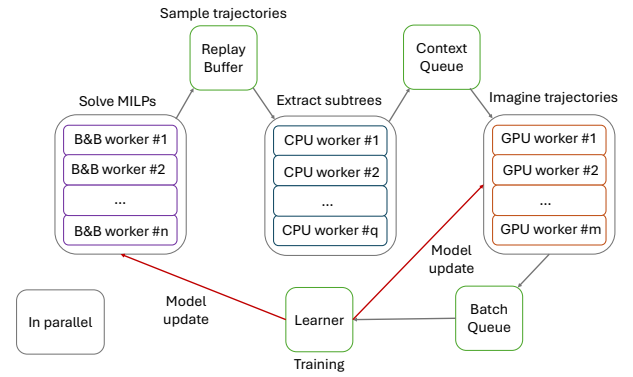 Sample trajectories
Replay
Buffer
Context
Queue
Solve MILPs
Extract subtrees
Imagine trajectories
B&B worker #1
B&B worker #2
...
B&B worker #n
CPU worker #1
CPU worker #2
...
CPU worker #q
GPU worker #1
GPU worker #2
...
GPU worker #m
Model
update
Model
update
In parallel
Learner
Batch
Queue
Training